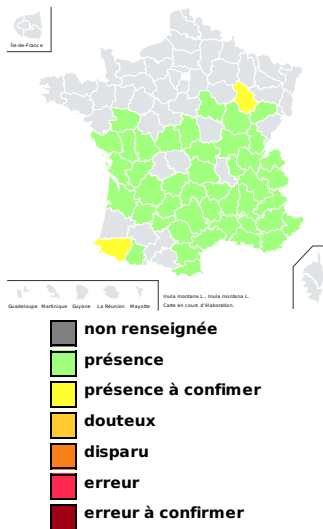 Île-de-France
Guadeloupe Martinique Guyane La Réunion Mayotte
Inula montana L., Inula montana L.
Carte en cours d'élaboration.
non renseignée
présence
présence à confimer
douteux
disparu
erreur
erreur à confirmer